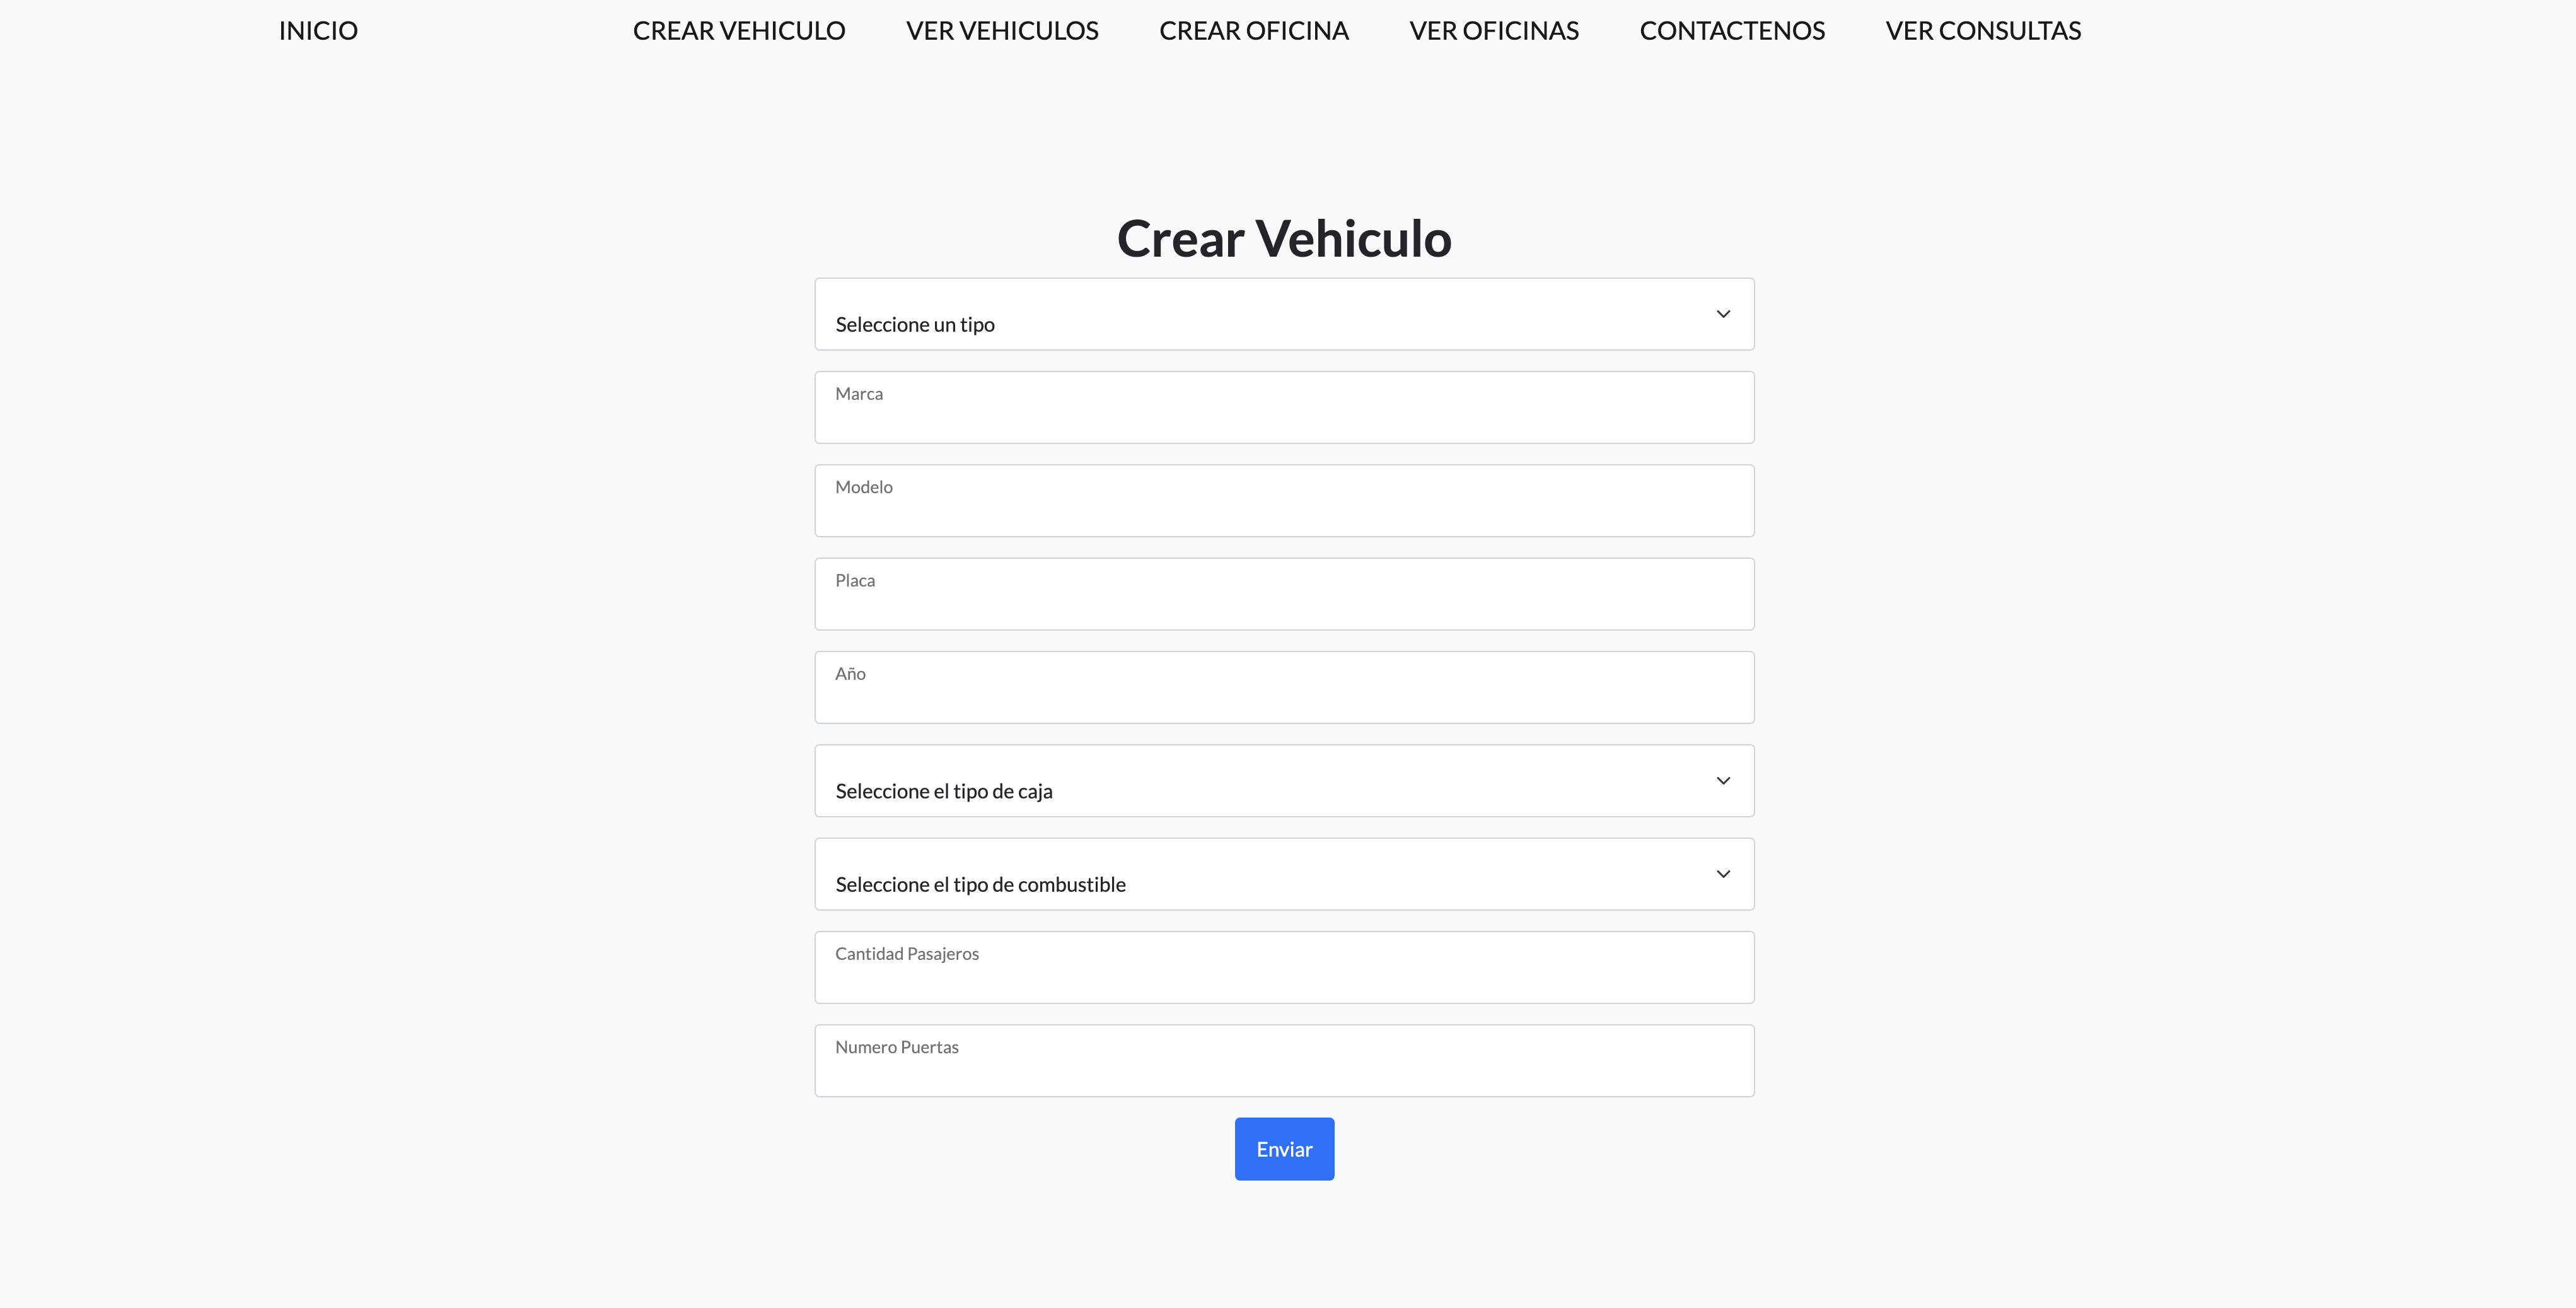 INICIO CREAR VEHICULO VER VEHICULOS CREAR OFICINA VER OFICINAS CONTACTENOS VER CONSULTAS
Crear Vehiculo
Seleccione un tipo
Marca
Modelo
Placa
Año
Seleccione el tipo de caja
Seleccione el tipo de combustible
Cantidad Pasajeros
Numero Puertas
Enviar